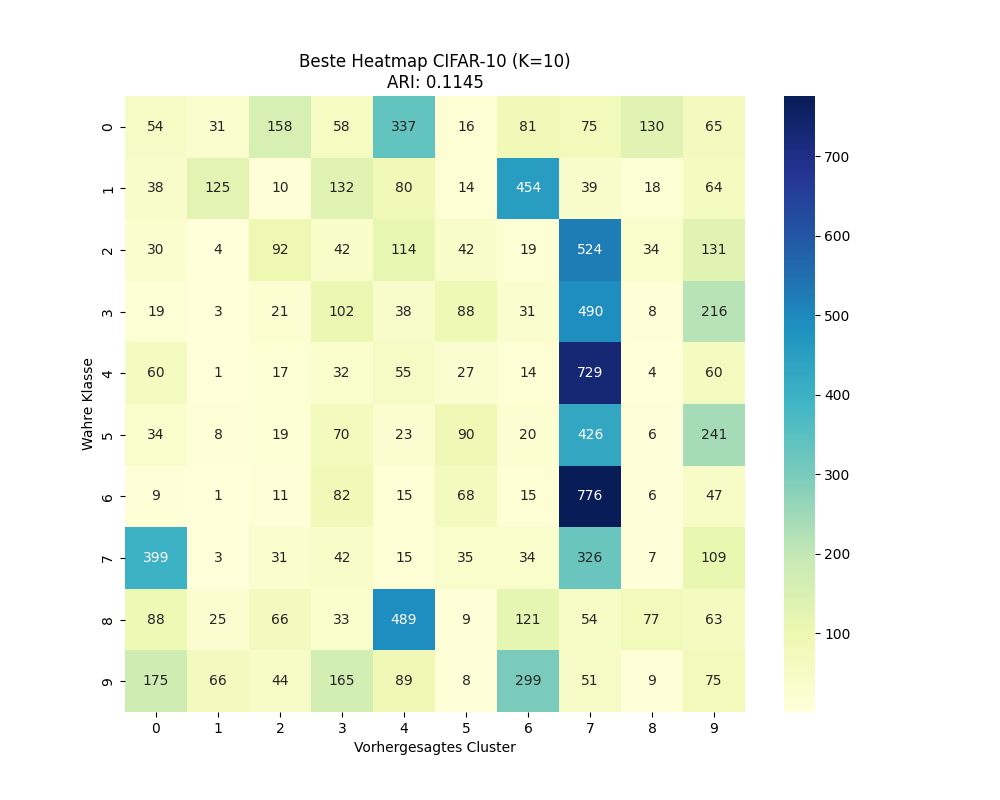 Beste Heatmap CIFAR-10 (K=10)
ARI: 0.1145
0 54 31 158 58 337 16 81 75 130 65
1 38 125 10 132 80 14 454 39 18 64
2 30 4 92 42 114 42 19 524 34 131
3 19 3 21 102 38 88 31 490 8 216
4 60 1 17 32 55 27 14 729 4 60
5 34 8 19 70 23 90 20 426 6 241
6 9 1 11 82 15 68 15 776 6 47
7 399 3 31 42 15 35 34 326 7 109
8 88 25 66 33 489 9 121 54 77 63
9 175 66 44 165 89 8 299 51 9 75
0 1 2 3 4 5 6 7 8 9
Wahre Klasse
Vorhergesagtes Cluster
700
600
500
400
300
200
100